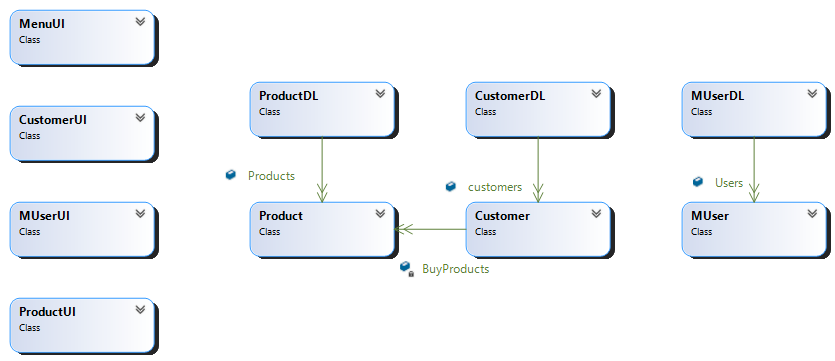 MenuUI
Class
CustomerUI
Class
MUserUI
Class
ProductUI
Class
ProductDL
Class
CustomerDL
Class
MUserDL
Class
Products
customers
Users
Product
Class
Customer
Class
MUser
Class
BuyProducts